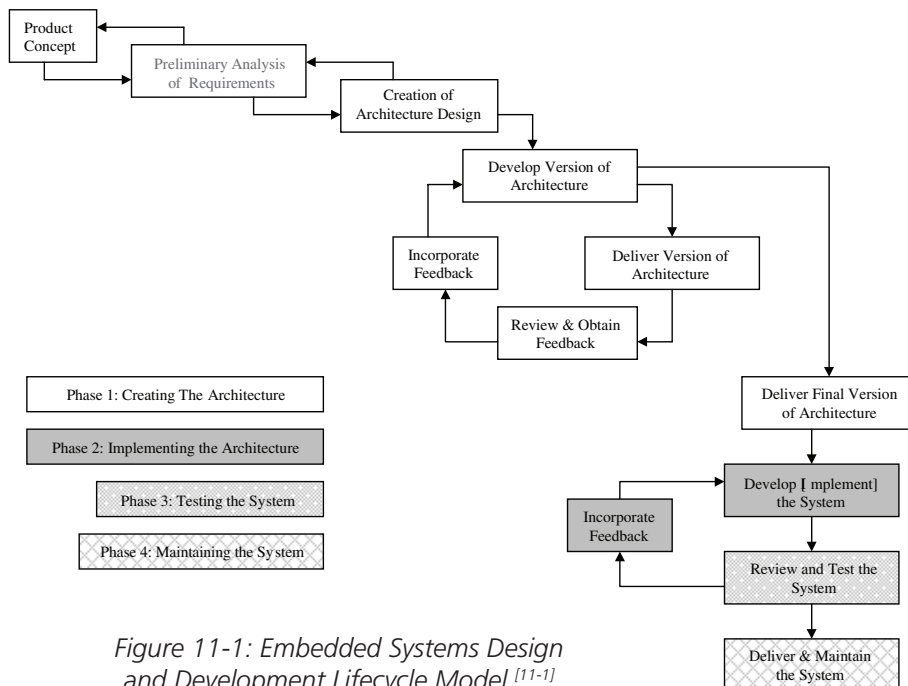 Product
Concept
Preliminary Analysis
of Requirements
Creation of
Architecture Design
Develop Version of
Architecture
Incorporate
Feedback
Deliver Version of
Architecture
Review & Obtain
Feedback
Phase 1: Creating The Architecture
Phase 2: Implementing the Architecture
Phase 3: Testing the System
Phase 4: Maintaining the System
Deliver Final Version
of Architecture
Develop [Implement]
the System
Incorporate
Feedback
Review and Test the
System
Deliver & Maintain
the System
Figure 11-1: Embedded Systems Design
and Development Lifecycle Model [11-1]